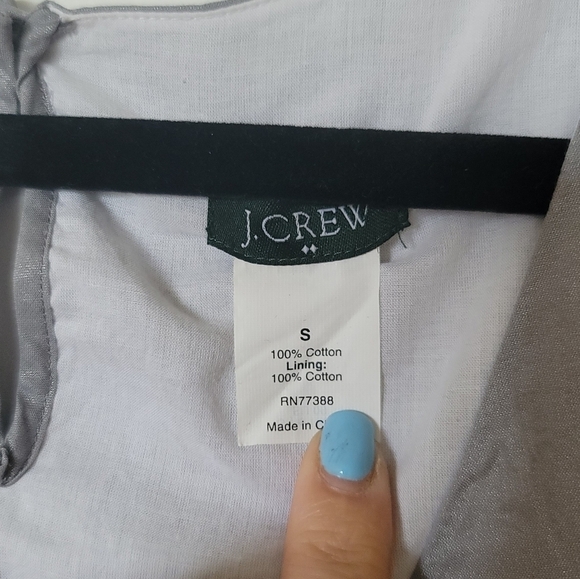 J.CREW
S
100% Cotton
Lining:
100% Cotton
RN77388
Made in